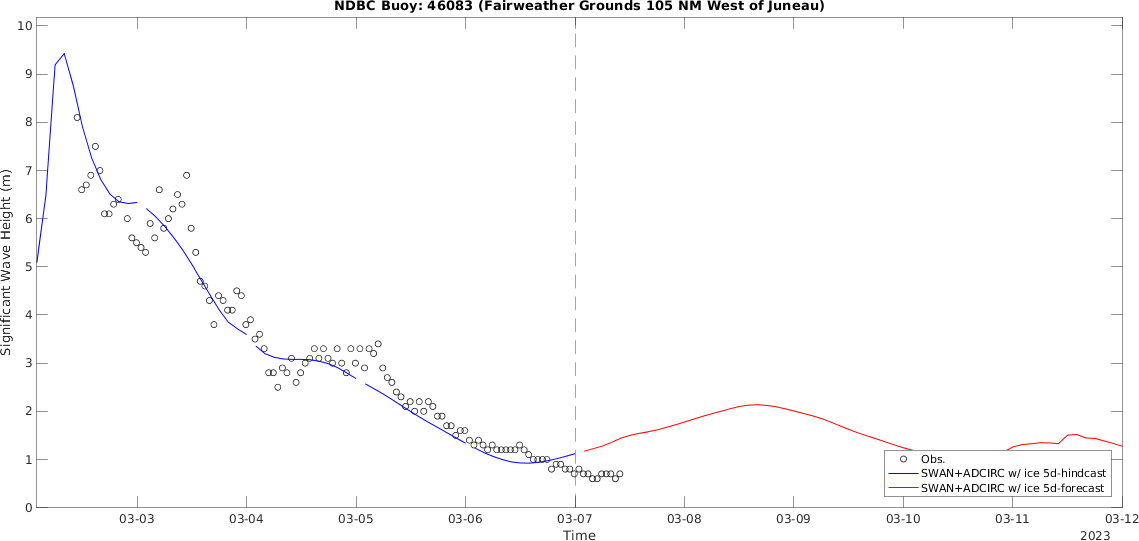 NDBC Buoy: 46083 (Fairweather Grounds 105 NM West of Juneau)
10
9
8
7
6
5
4
3
2
1
0
Significant Wave Height (m)
Obs.
SWAN+ADCIRC w/ ice 5d-hindcast
SWAN+ADCIRC w/ ice 5d-forecast
03-03 03-04 03-05 03-06 03-07 03-08 03-09 03-10 03-11 03-12
Time
2023